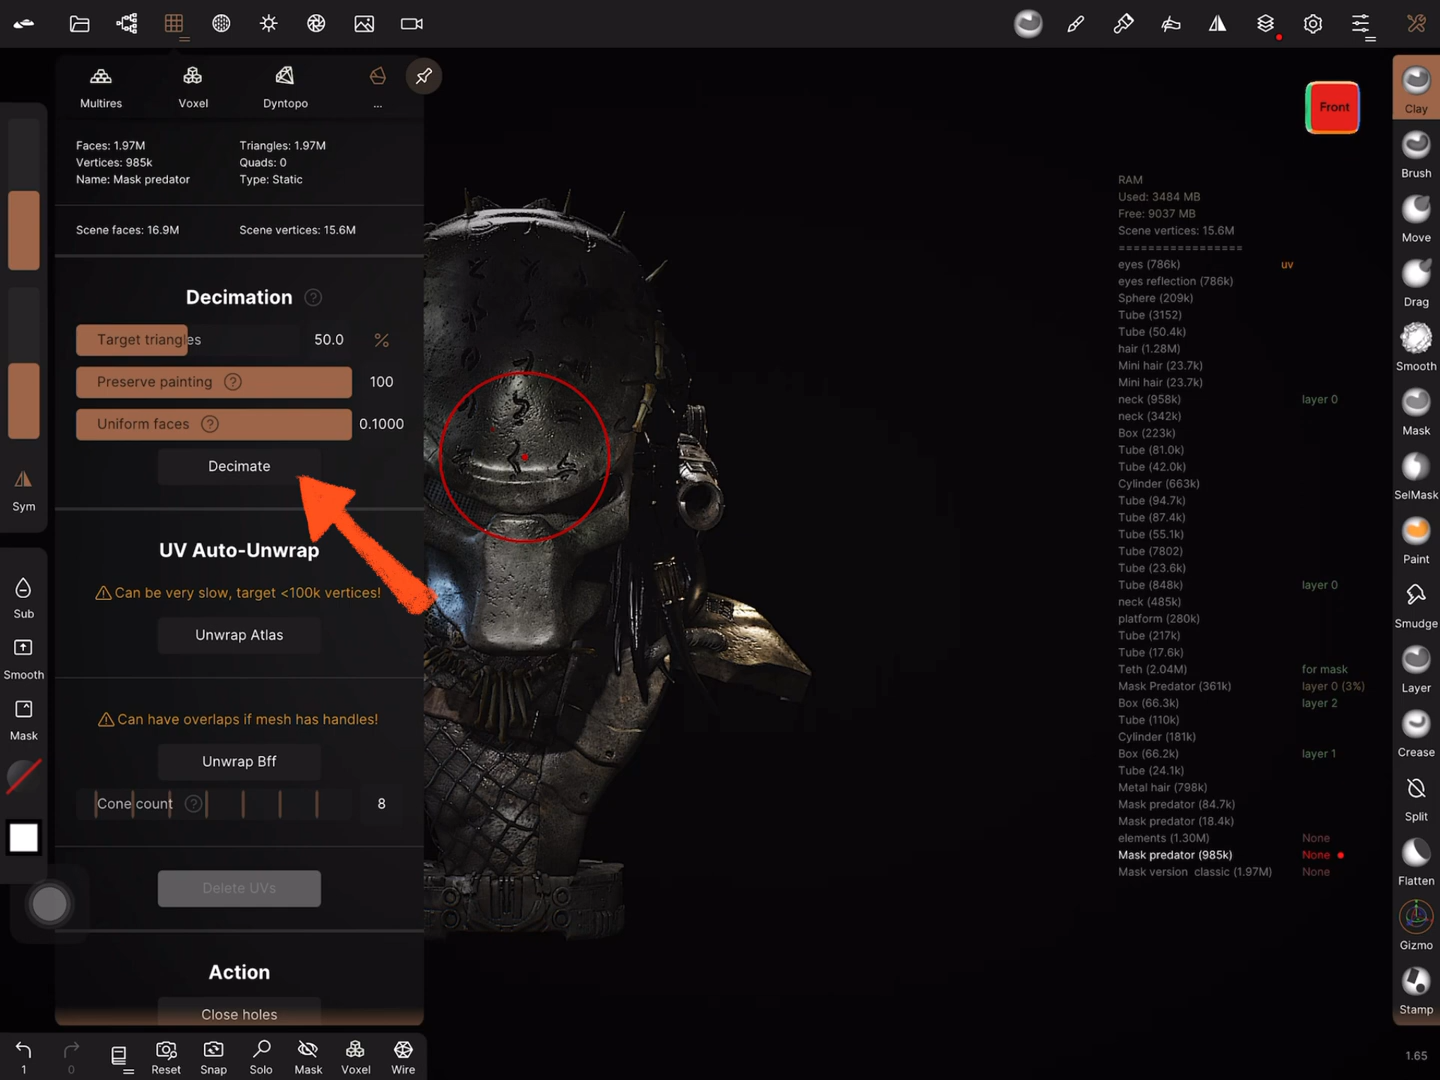 Multires
Voxel
Dyntopo
...
Front
Clay
Faces: 1.97M
Triangles: 1.97M
Vertices: 985k
Quads: 0
Name: Mask predator
Type: Static
Scene faces: 16.9M
Scene vertices: 15.6M
Decimation ?
Target triangles 50.0 %
Preserve painting ? 100
Uniform faces ? 0.1000
Decimate
UV Auto-Unwrap
Can be very slow, target <100k vertices!
Unwrap Atlas
Can have overlaps if mesh has handles!
Unwrap Bff
Cone count ? 8
Delete UVs
Action
Close holes
Sym
Sub
Smooth
Mask
1
0
Reset
Snap
Solo
Mask
Voxel
Wire
RAM
Used: 3484 MB
Free: 9037 MB
Scene vertices: 15.6M
=================
eyes (786k) uv
eyes reflection (786k)
Sphere (209k)
Tube (3152)
Tube (50.4k)
hair (1.28M)
Mini hair (23.7k)
Mini hair (23.7k)
neck (958k) layer 0
neck (342k)
Box (223k)
Tube (81.0k)
Tube (42.0k)
Cylinder (663k)
Tube (94.7k)
Tube (87.4k)
Tube (55.1k)
Tube (7802)
Tube (23.6k)
Tube (848k) layer 0
neck (485k)
platform (280k)
Tube (217k)
Tube (17.6k)
Teth (2.04M) for mask
Mask Predator (361k) layer 0 (3%)
Box (66.3k) layer 2
Tube (110k)
Cylinder (181k)
Box (66.2k) layer 1
Tube (24.1k)
Metal hair (798k)
Mask predator (84.7k)
Mask predator (18.4k)
elements (1.30M) None
Mask predator (985k) None
Mask version classic (1.97M) None
Brush
Move
Drag
Smooth
Mask
SelMask
Paint
Smudge
Layer
Crease
Split
Flatten
Gizmo
Stamp
1.65